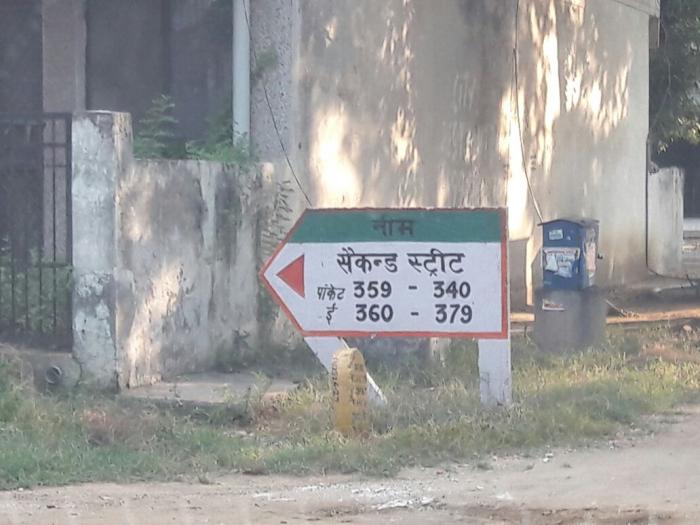 नीम
सैकन्ड स्ट्रीट
पॉकेट 359 - 340
ई 360 - 379